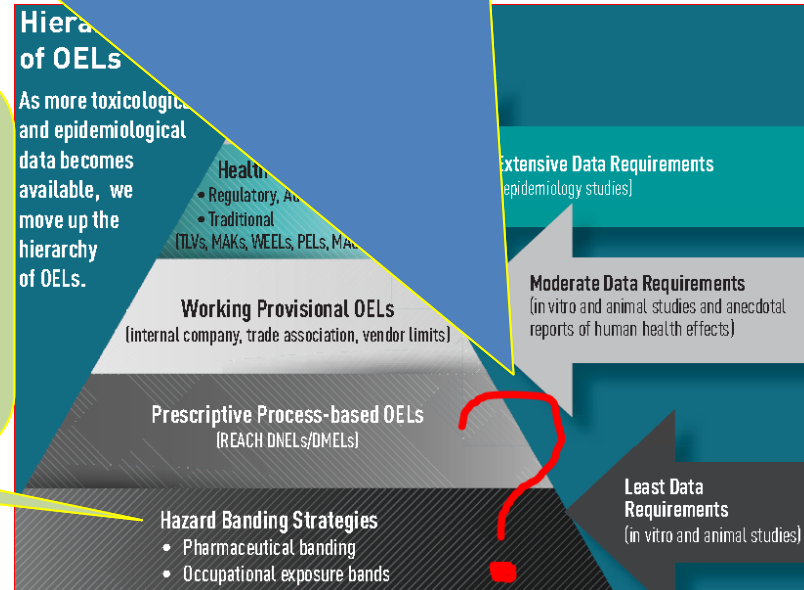 of OELs
As more
and epidemiological
data becomes
available, we
move up the
hierarchy
of OELs.
Health
• Regulatory,
• Traditional
(TLVs, MAKs, WEELs, PELs,
Working Provisional OELs
(internal company, trade association, vendor limits)
Prescriptive Process-based OELs
(REACH DNELs/DMELs)
Hazard Banding Strategies
• Pharmaceutical banding
• Occupational exposure bands
Extensive Data Requirements
epidemiology studies)
Moderate Data Requirements
(in vitro and animal studies and anecdotal
reports of human health effects)
Least Data
Requirements
(in vitro and animal studies)
?